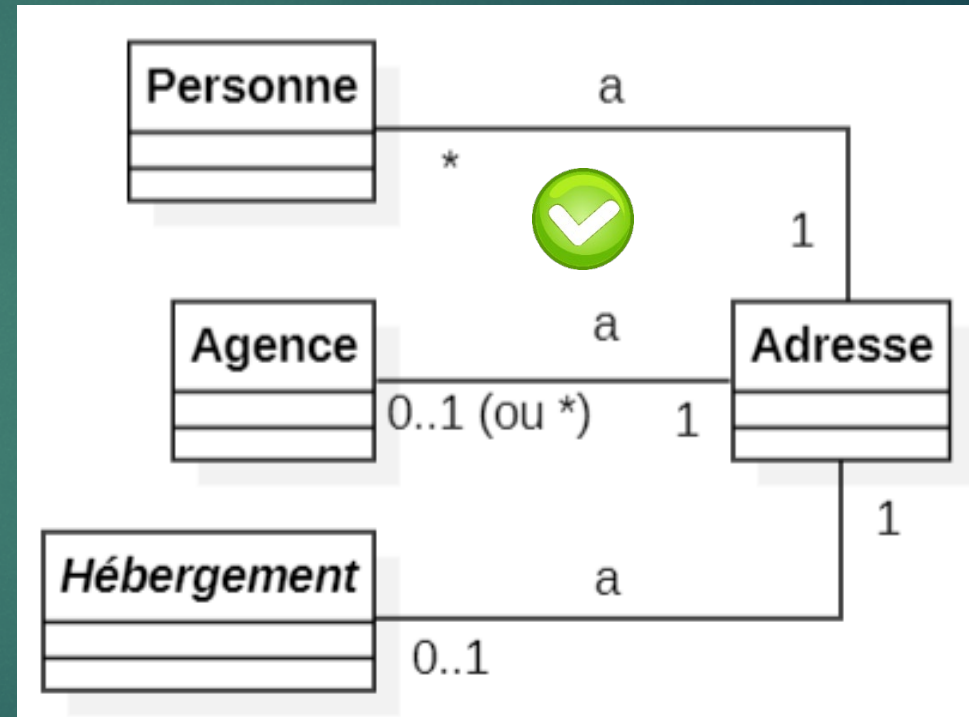 Personne
a
*
1
Agence
a
Adresse
0..1 (ou *)
1
Hébergement
a
1
0..1